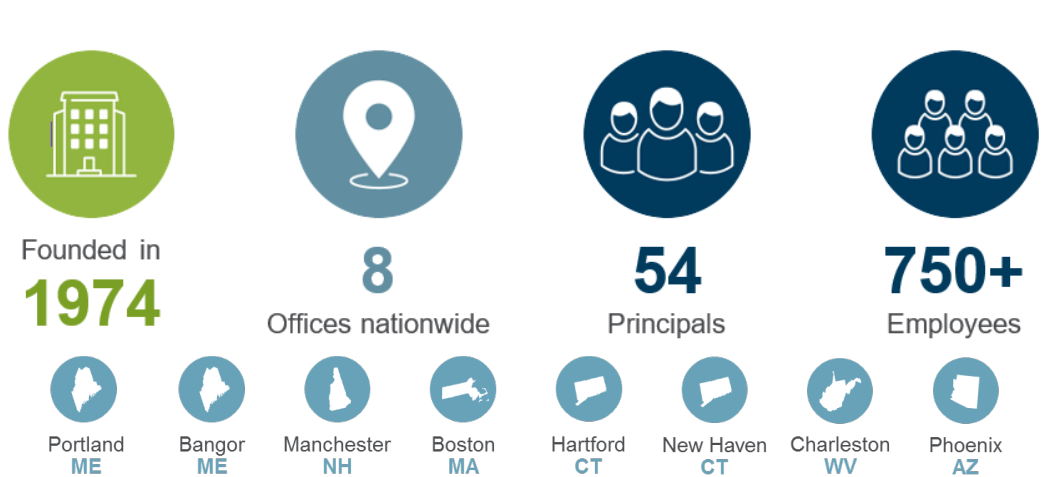 Founded in
1974
8
Offices nationwide
54
Principals
750+
Employees
Portland
ME
Bangor
ME
Manchester
NH
Boston
MA
Hartford
CT
New Haven
CT
Charleston
WV
Phoenix
AZ